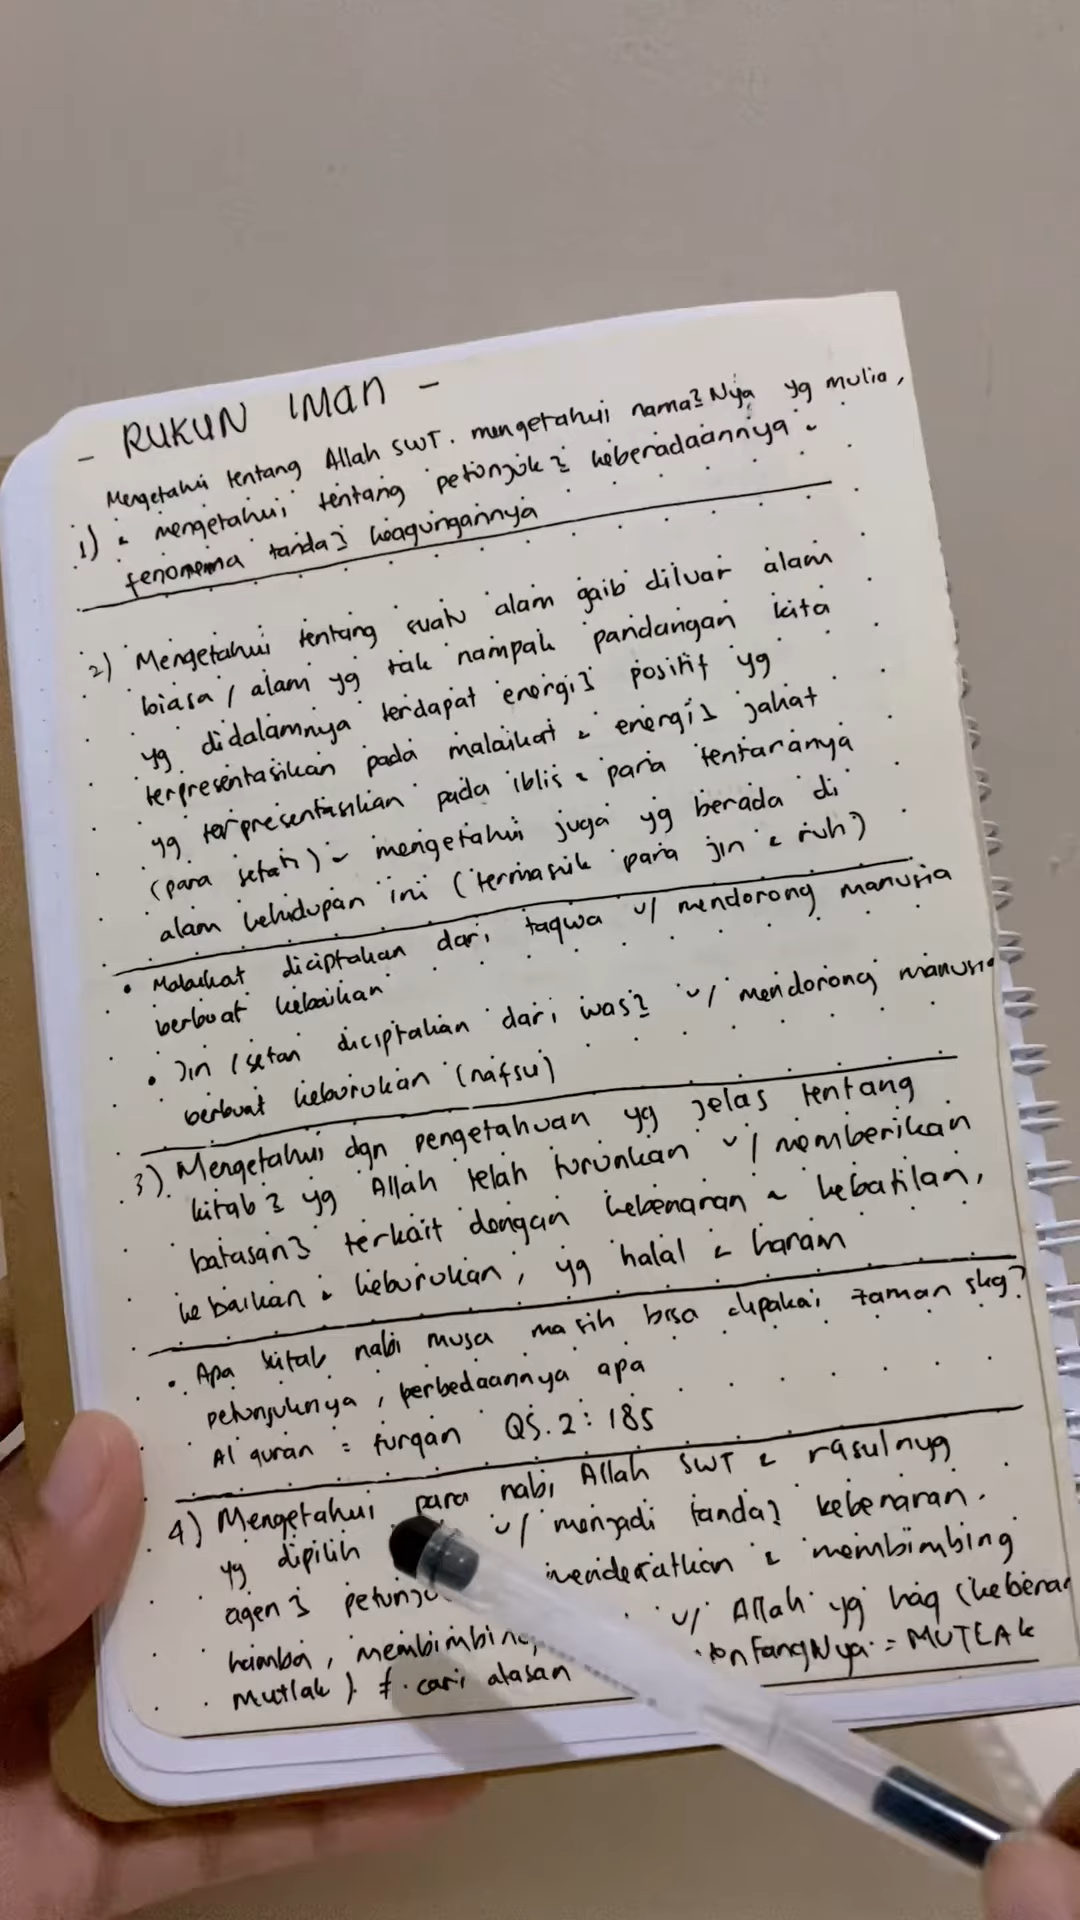 - RUKUN IMAN -
Mengetahui tentang Allah SWT. mengetahui nama2 Nya yg mulia,
1) & mengetahui tentang petunjuk2 keberadaannya &
fenomema tanda2 keagungannya
2) Mengetahui tentang suatu alam gaib diluar alam
biasa / alam yg tak nampak pandangan kita
yg didalamnya terdapat energi2 positif yg
terpresentasikan pada malaikat & energi2 jahat
yg terpresentasikan pada iblis & para tentaranya
(para setan) & mengetahui juga yg berada di
alam kehidupan ini (termasuk para jin & ruh)
• Malaikat diciptakan dari taqwa u/ mendorong manusia
berbuat kebaikan
• Jin / setan diciptakan dari was2 u/ mendorong manusia
berbuat keburukan (nafsu)
3) Mengetahui dgn pengetahuan yg jelas tentang
kitab2 yg Allah telah turunkan u/ memberikan
batasan2 terkait dengan kebenaran & kebatilan,
kebaikan & keburukan, yg halal & haram
• Apa kitab nabi musa masih bisa dipakai zaman skg?
petunjuknya, perbedaannya apa
Al quran = furqan QS. 2: 185
4) Mengetahui para nabi Allah SWT & rasulnya
yg dipilih u/ menjadi tanda2 kebenaran.
agen2 &  membimbing
hamba, u/ Allah yg haq (kebenaran
mutlak). cari alasan = MUTLAK